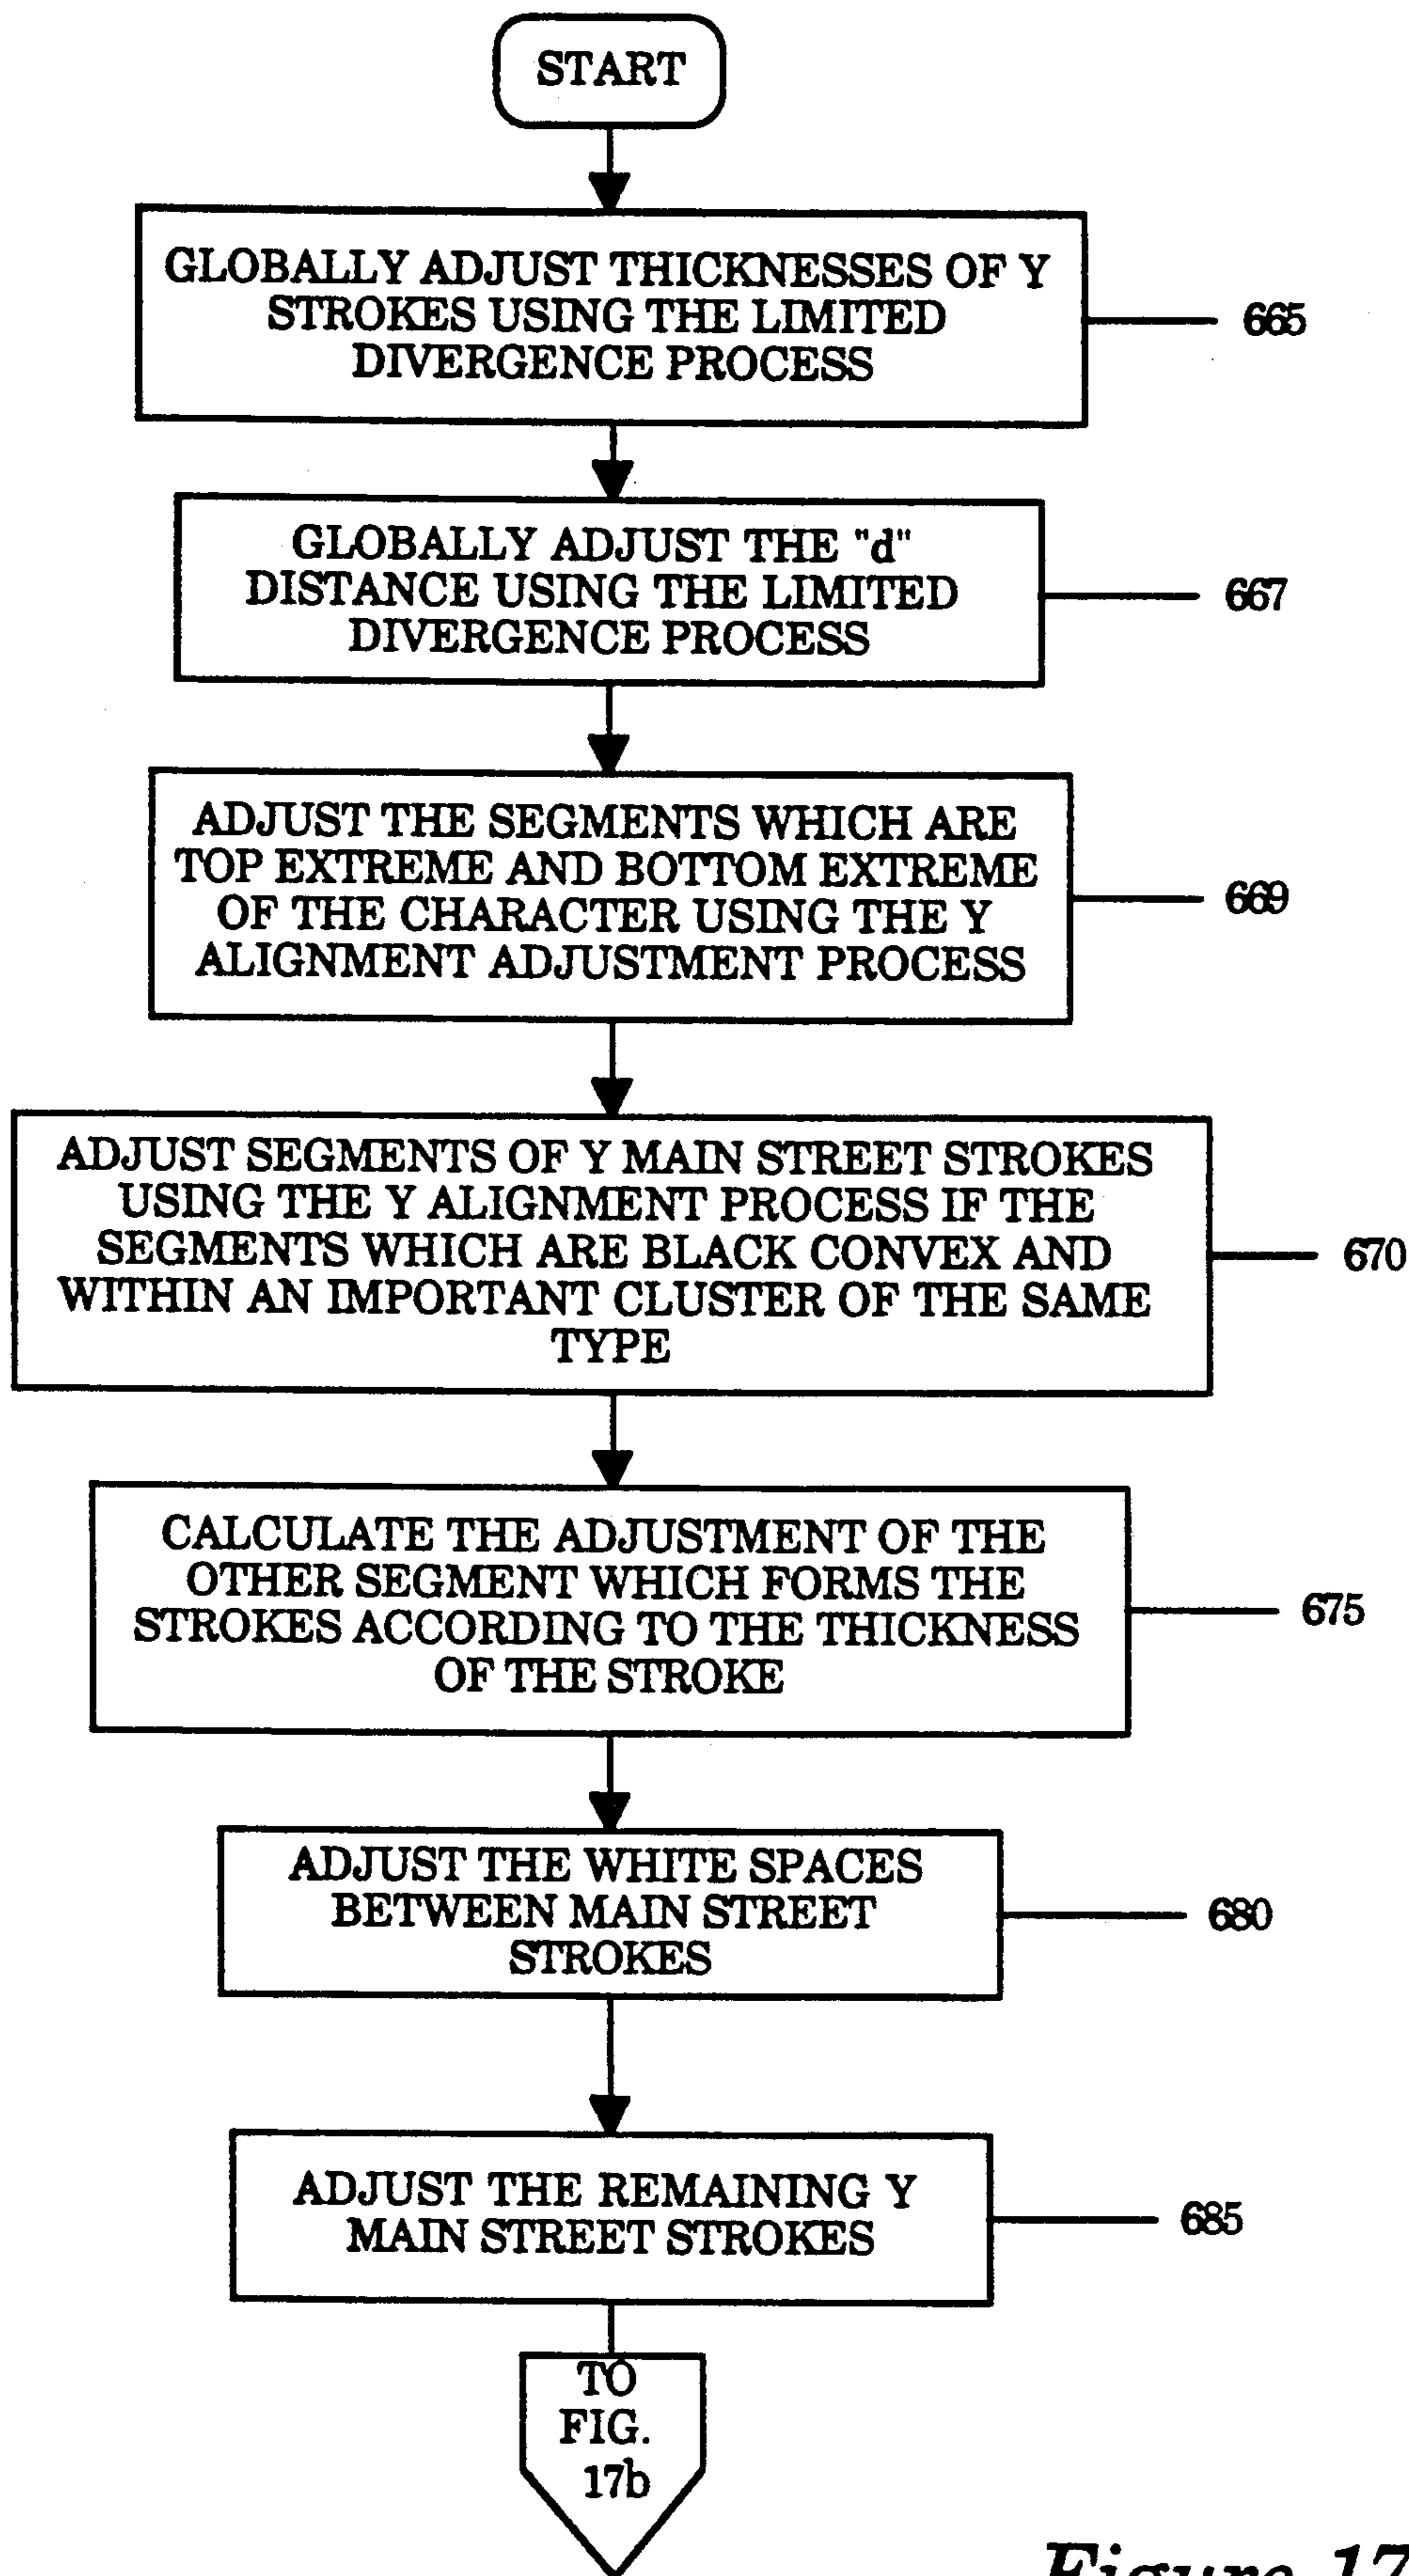 START
GLOBALLY ADJUST THICKNESSES OF Y
STROKES USING THE LIMITED
DIVERGENCE PROCESS
665
GLOBALLY ADJUST THE "d"
DISTANCE USING THE LIMITED
DIVERGENCE PROCESS
667
ADJUST THE SEGMENTS WHICH ARE
TOP EXTREME AND BOTTOM EXTREME
OF THE CHARACTER USING THE Y
ALIGNMENT ADJUSTMENT PROCESS
669
ADJUST SEGMENTS OF Y MAIN STREET STROKES
USING THE Y ALIGNMENT PROCESS IF THE
SEGMENTS WHICH ARE BLACK CONVEX AND
WITHIN AN IMPORTANT CLUSTER OF THE SAME
TYPE
670
CALCULATE THE ADJUSTMENT OF THE
OTHER SEGMENT WHICH FORMS THE
STROKES ACCORDING TO THE THICKNESS
OF THE STROKE
675
ADJUST THE WHITE SPACES
BETWEEN MAIN STREET
STROKES
680
ADJUST THE REMAINING Y
MAIN STREET STROKES
685
TO
FIG.
17b
Figure 17